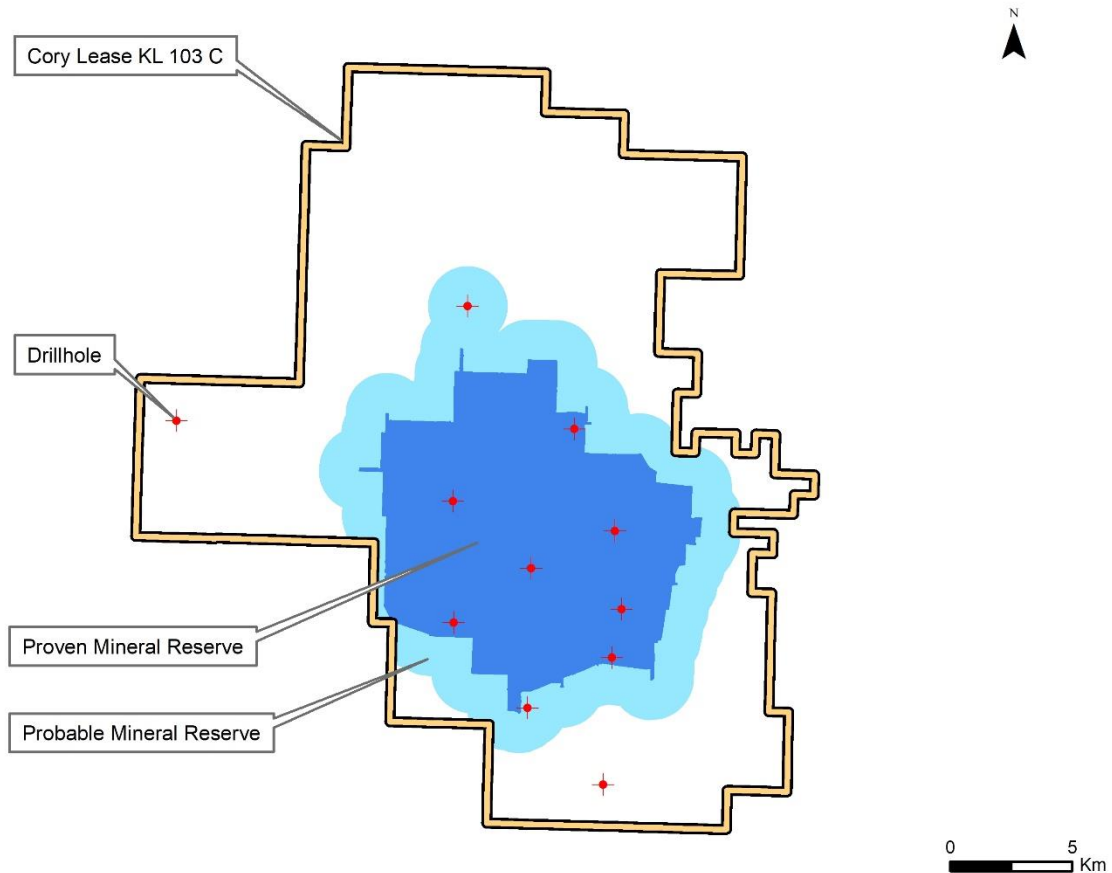 N
Cory Lease KL 103 C
Drillhole
Proven Mineral Reserve
Probable Mineral Reserve
0 5
Km